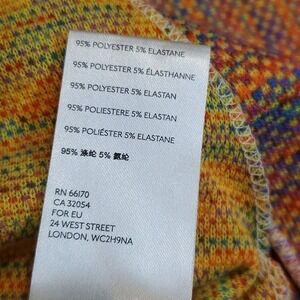 95% POLYESTER 5% ELASTANE
95% POLYESTER 5% ÉLASTHANNE
95% POLYESTER 5% ELASTAN
95% POLIESTERE 5% ELASTAN
95% POLIÉSTER 5% ELASTANE
95% 涤纶 5% 氨纶
RN 66170
CA 32054
FOR EU
24 WEST STREET
LONDON, WC2H9NA